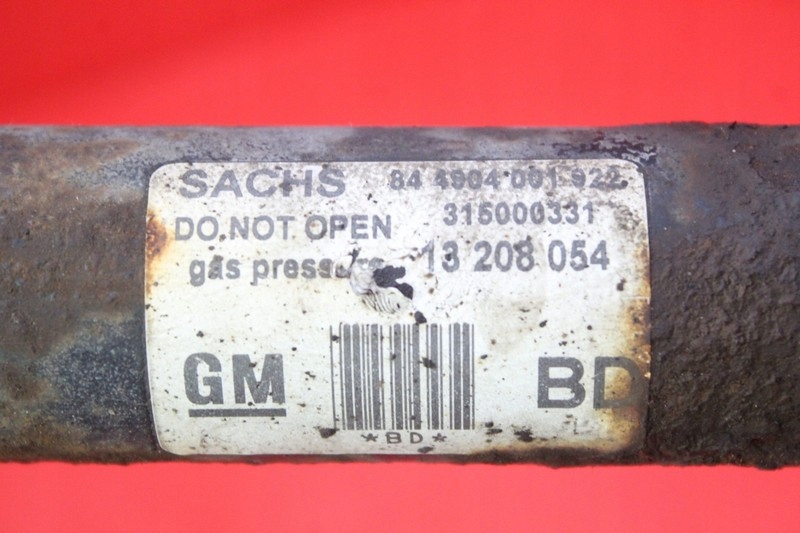 SACHS 84 4904 001 922
DO NOT OPEN 315000331
gas pressure 13 208 054
GM BD
*BD*